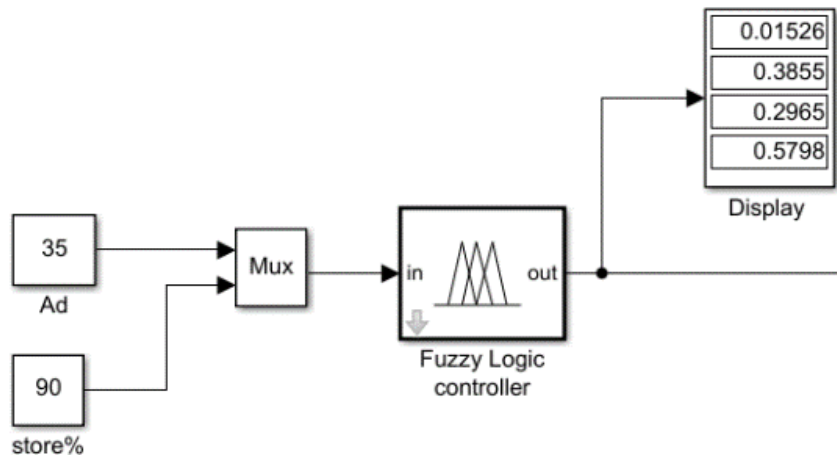 0.01526
0.3855
0.2965
0.5798
Display
35
Ad
Mux
in
out
Fuzzy Logic
controller
90
store%